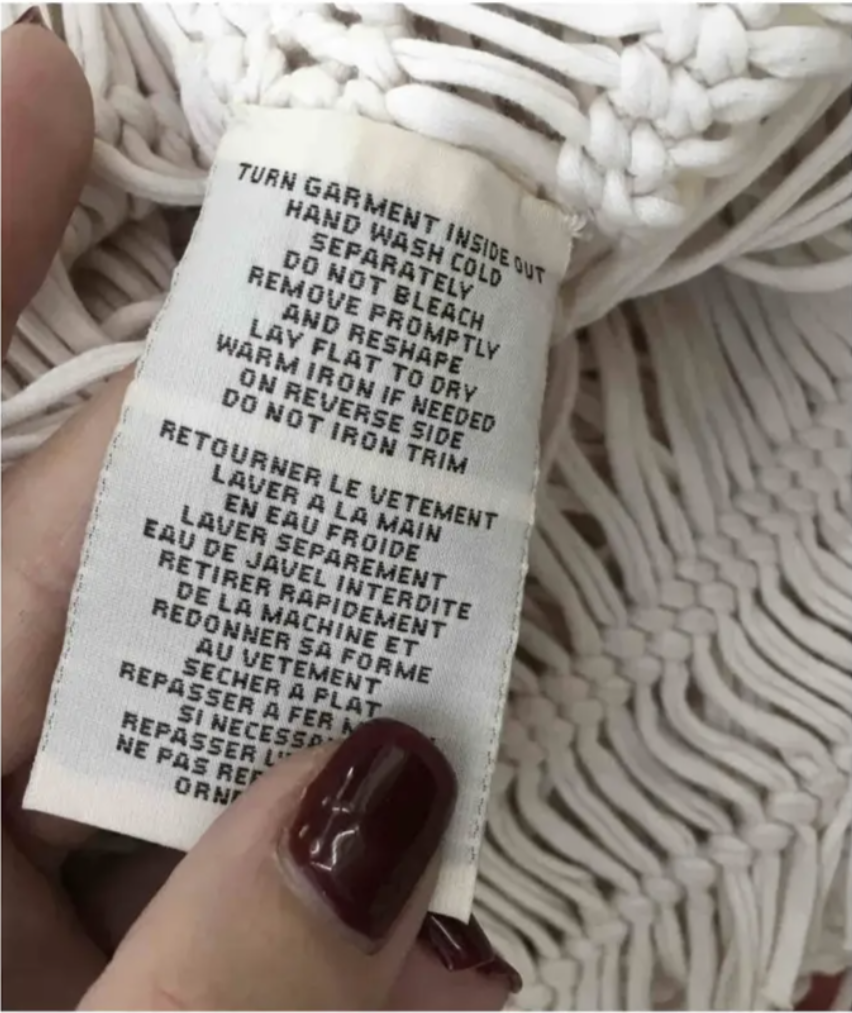 TURN GARMENT INSIDE OUT
HAND WASH COLD
SEPARATELY
DO NOT BLEACH
REMOVE PROMPTLY
AND RESHAPE
LAY FLAT TO DRY
WARM IRON IF NEEDED
ON REVERSE SIDE
DO NOT IRON TRIM
RETOURNER LE VETEMENT
LAVER A LA MAIN
EN EAU FROIDE
LAVER SEPAREMENT
EAU DE JAVEL INTERDITE
RETIRER RAPIDEMENT
DE LA MACHINE ET
REDONNER SA FORME
AU VETEMENT
SECHER A PLAT
REPASSER A FER
SI
REPASSER
NE PAS